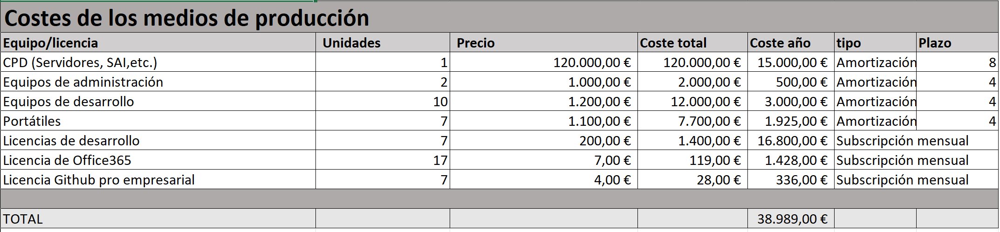 Costes de los medios de producción
Equipo/licencia Unidades Precio Coste total Coste año tipo Plazo
CPD (Servidores, SAI,etc.) 1 120.000,00 € 120.000,00 € 15.000,00 € Amortización 8
Equipos de administración 2 1.000,00 € 2.000,00 € 500,00 € Amortización 4
Equipos de desarrollo 10 1.200,00 € 12.000,00 € 3.000,00 € Amortización 4
Portátiles 7 1.100,00 € 7.700,00 € 1.925,00 € Amortización 4
Licencias de desarrollo 7 200,00 € 1.400,00 € 16.800,00 € Subscripción mensual
Licencia de Office365 17 7,00 € 119,00 € 1.428,00 € Subscripción mensual
Licencia Github pro empresarial 7 4,00 € 28,00 € 336,00 € Subscripción mensual
TOTAL 38.989,00 €